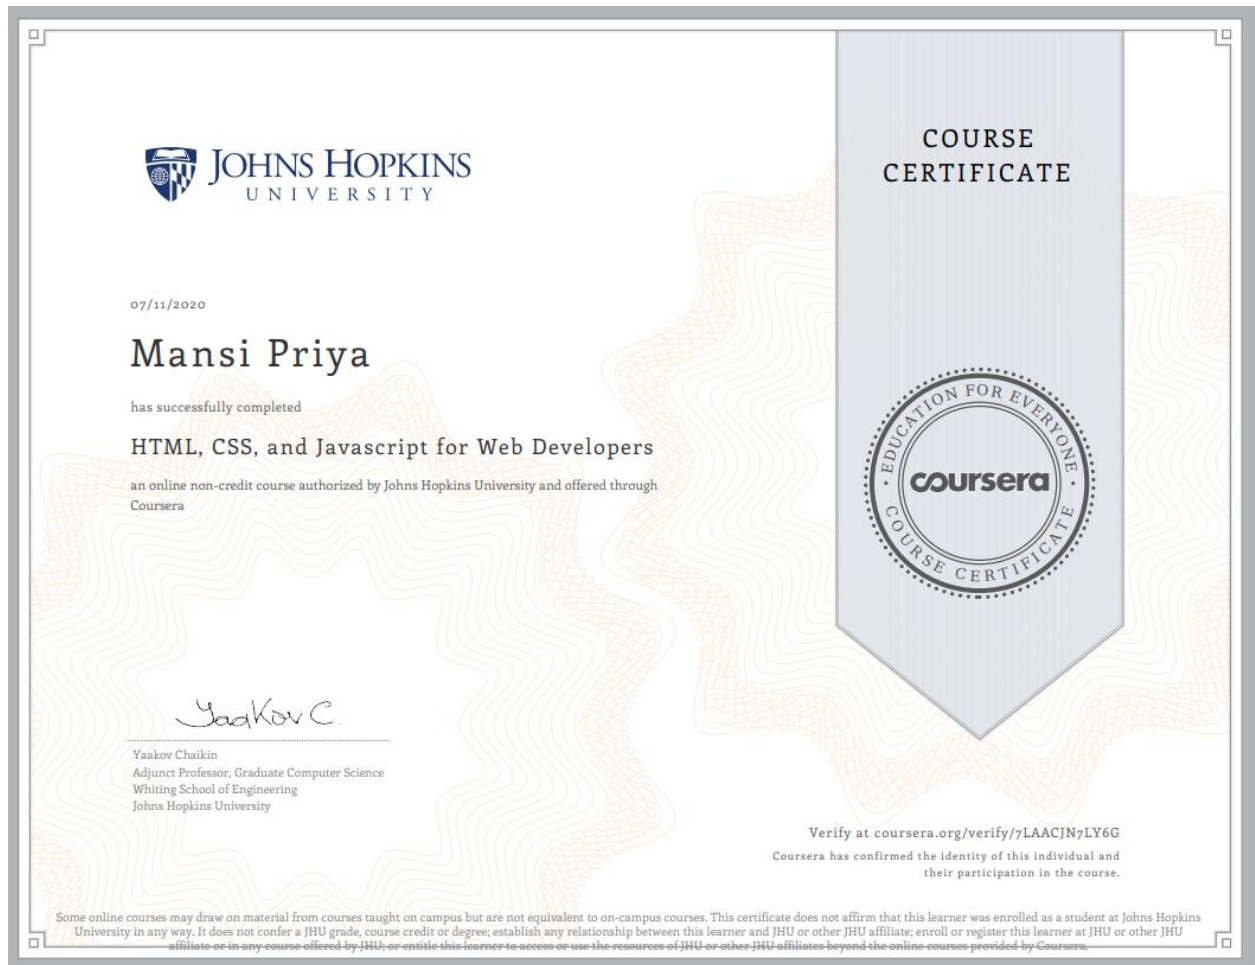 JOHNS HOPKINS
UNIVERSITY
COURSE
CERTIFICATE
07/11/2020
Mansi Priya
has successfully completed
HTML, CSS, and Javascript for Web Developers
an online non-credit course authorized by Johns Hopkins University and offered through
Coursera
EDUCATION FOR EVERYONE
coursera
COURSE CERTIFICATE
Yaakov C.
Yaakov Chaikin
Adjunct Professor, Graduate Computer Science
Whiting School of Engineering
Johns Hopkins University
Verify at coursera.org/verify/7LAACJN7LY6G
Coursera has confirmed the identity of this individual and
their participation in the course.
Some online courses may draw on material from courses taught on campus but are not equivalent to on-campus courses. This certificate does not affirm that this learner was enrolled as a student at Johns Hopkins
University in any way. It does not confer a JHU grade, course credit or degree; establish any relationship between this learner and JHU or other JHU affiliate; enroll or register this learner at JHU or other JHU
affiliate or in any course offered by JHU; or entitle this learner to access or use the resources of JHU or other JHU affiliates beyond the online courses provided by Coursera.